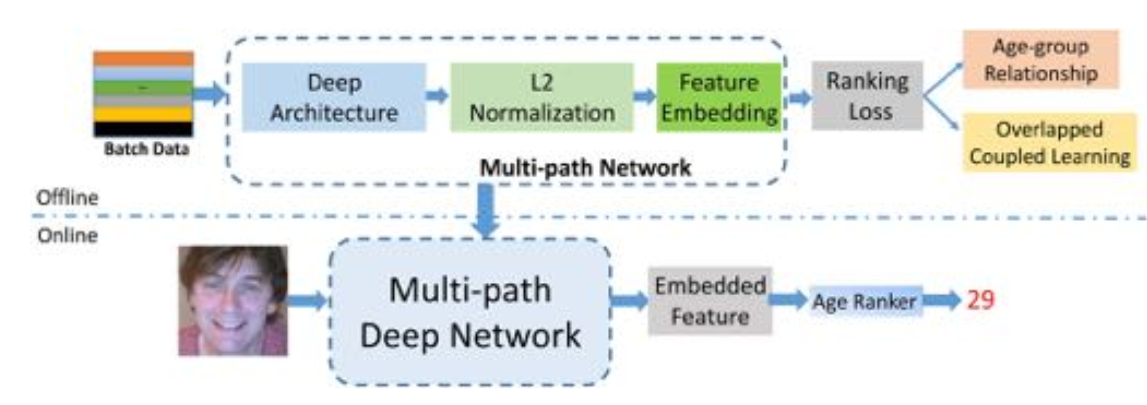 Deep
Architecture
L2
Normalization
Feature
Embedding
Ranking
Loss
Age-group
Relationship
Overlapped
Coupled Learning
Batch Data
Multi-path Network
Offline
Online
Multi-path
Deep Network
Embedded
Feature
Age Ranker
29